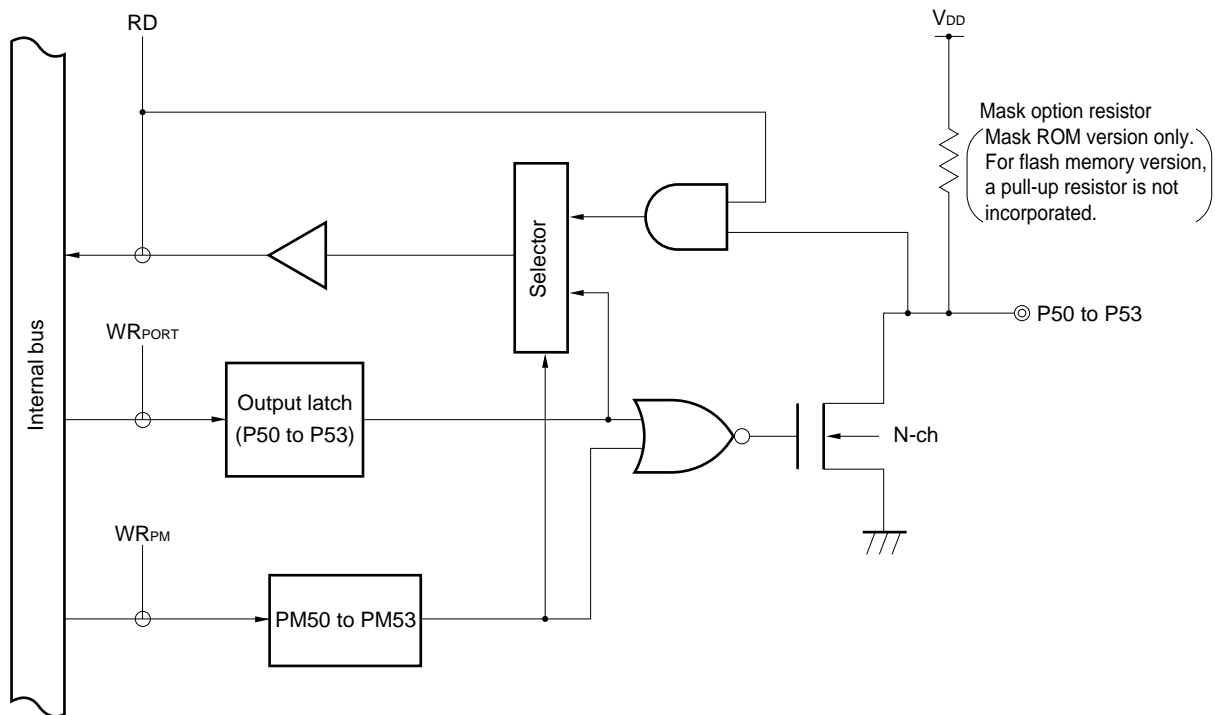 RD
VDD
Mask option resistor
Mask ROM version only.
For flash memory version,
a pull-up resistor is not
incorporated.
Selector
Internal bus
P50 to P53
WRPORT
Output latch
(P50 to P53)
N-ch
WRPM
PM50 to PM53